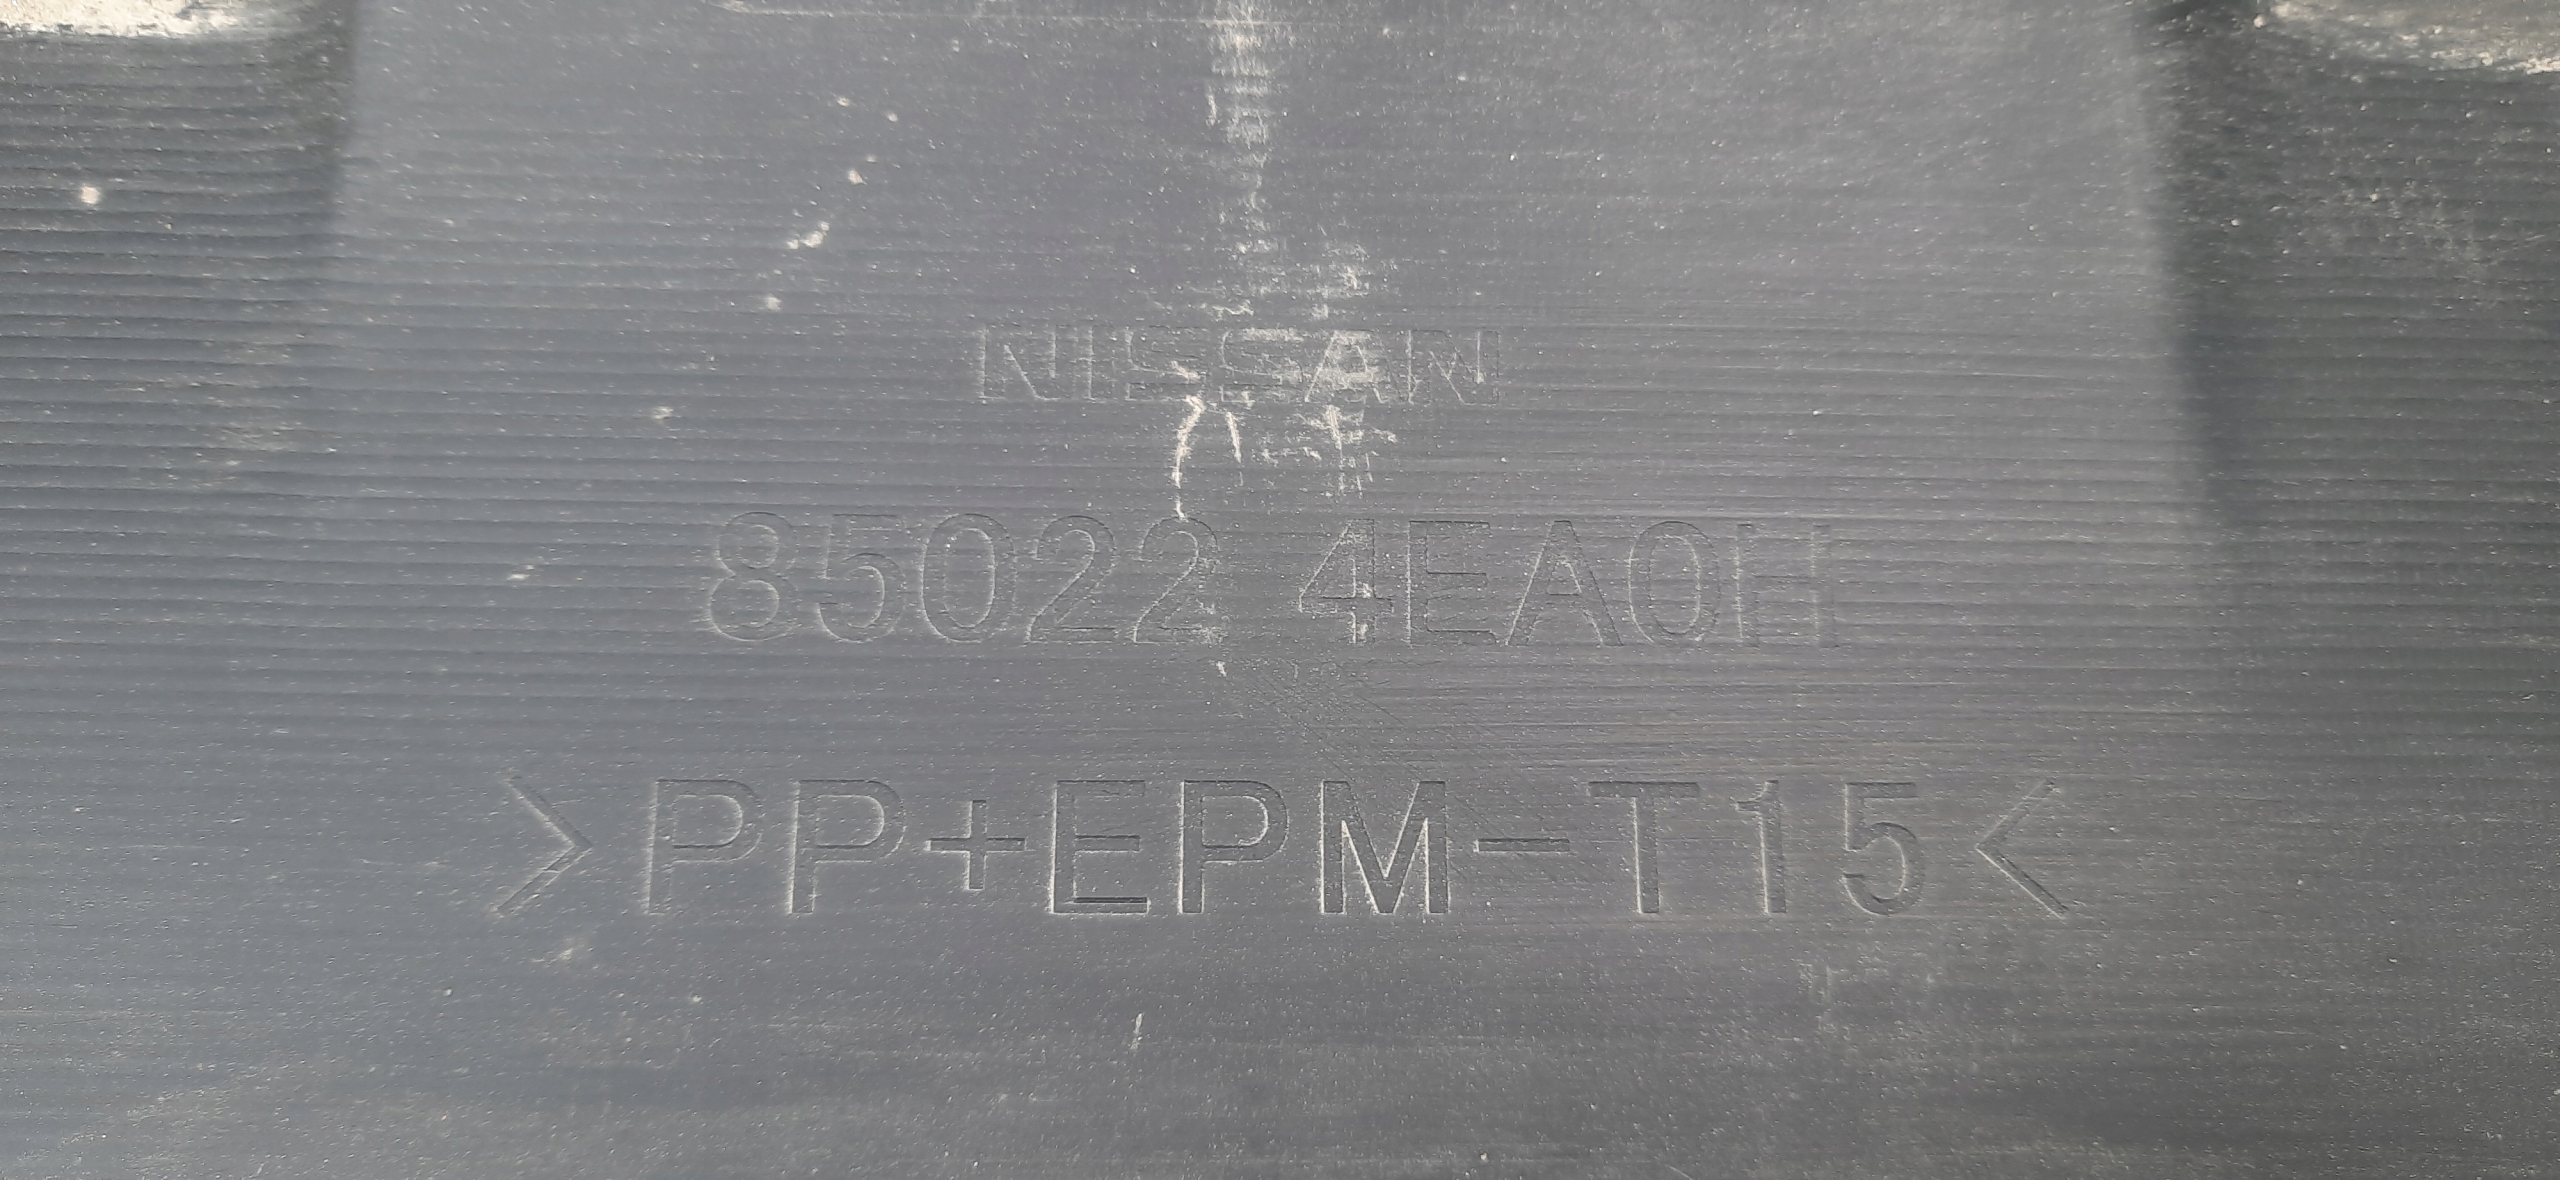 NISSAN
85022 4EA0H
>PP+EPM-T15<